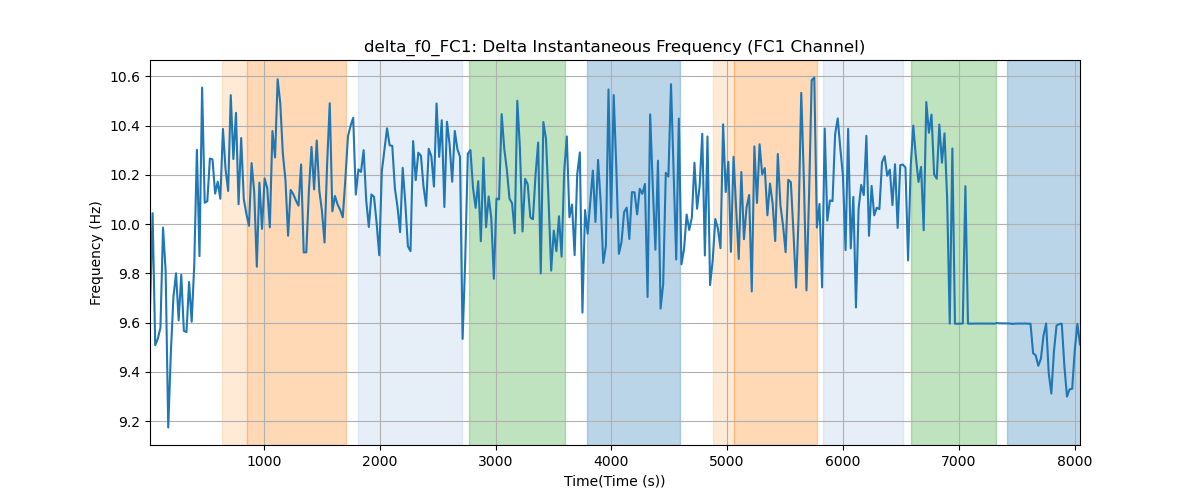 delta_f0_FC1: Delta Instantaneous Frequency (FC1 Channel)
Frequency (Hz)
10.6
10.4
10.2
10.0
9.8
9.6
9.4
9.2
1000 2000 3000 4000 5000 6000 7000 8000
Time(Time (s))